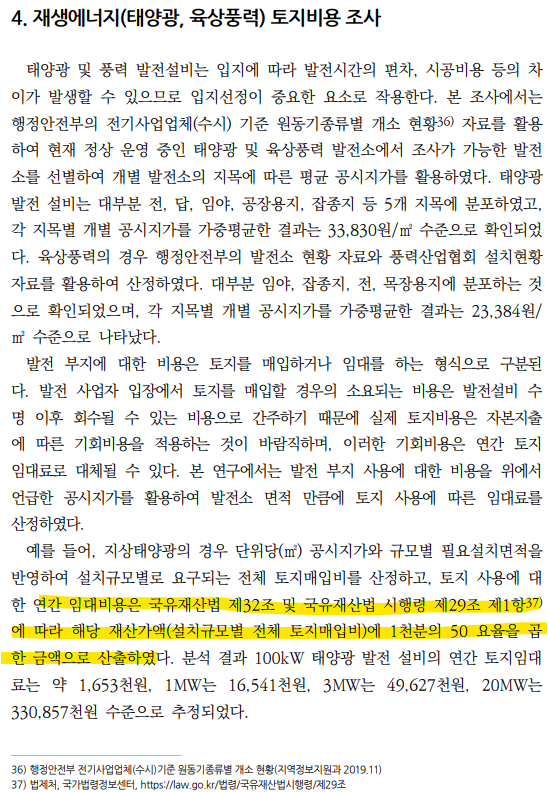 4. 재생에너지(태양광, 육상풍력) 토지비용 조사
태양광 및 풍력 발전설비는 입지에 따라 발전시간의 편차, 시공비용 등의 차
이가 발생할 수 있으므로 입지선정이 중요한 요소로 작용한다. 본 조사에서는
행정안전부의 전기사업업체(수시) 기준 원동기종류별 개소 현황36) 자료를 활용
하여 현재 정상 운영 중인 태양광 및 육상풍력 발전소에서 조사가 가능한 발전
소를 선별하여 개별 발전소의 지목에 따른 평균 공시지가를 활용하였다. 태양광
발전 설비는 대부분 전, 답, 임야, 공장용지, 잡종지 등 5개 지목에 분포하였고,
각 지목별 개별 공시지가를 가중평균한 결과는 33,830원/㎡ 수준으로 확인되었
다. 육상풍력의 경우 행정안전부의 발전소 현황 자료와 풍력산업협회 설치현황
자료를 활용하여 산정하였다. 대부분 임야, 잡종지, 전, 목장용지에 분포하는 것
으로 확인되었으며, 각 지목별 개별 공시지가를 가중평균한 결과는 23,384원/
㎡ 수준으로 나타났다.
발전 부지에 대한 비용은 토지를 매입하거나 임대를 하는 형식으로 구분된
다. 발전 사업자 입장에서 토지를 매입할 경우의 소요되는 비용은 발전설비 수
명 이후 회수될 수 있는 비용으로 간주하기 때문에 실제 토지비용은 자본지출
에 따른 기회비용을 적용하는 것이 바람직하며, 이러한 기회비용은 연간 토지
임대료로 대체될 수 있다. 본 연구에서는 발전 부지 사용에 대한 비용을 위에서
언급한 공시지가를 활용하여 발전소 면적 만큼에 토지 사용에 따른 임대료를
산정하였다.
예를 들어, 지상태양광의 경우 단위당(㎡) 공시지가와 규모별 필요설치면적을
반영하여 설치규모별로 요구되는 전체 토지매입비를 산정하고, 토지 사용에 대
한 연간 임대비용은 국유재산법 제32조 및 국유재산법 시행령 제29조 제1항37)
에 따라 해당 재산가액(설치규모별 전체 토지매입비)에 1천분의 50 요율을 곱
한 금액으로 산출하였다. 분석 결과 100kW 태양광 발전 설비의 연간 토지임대
료는 약 1,653천원, 1MW는 16,541천원, 3MW는 49,627천원, 20MW는
330,857천원 수준으로 추정되었다.
36) 행정안전부 전기사업업체(수시)기준 원동기종류별 개소 현황(지역정보지원과 2019.11)
37) 법제처, 국가법령정보센터, https://law.go.kr/법령/국유재산법시행령/제29조